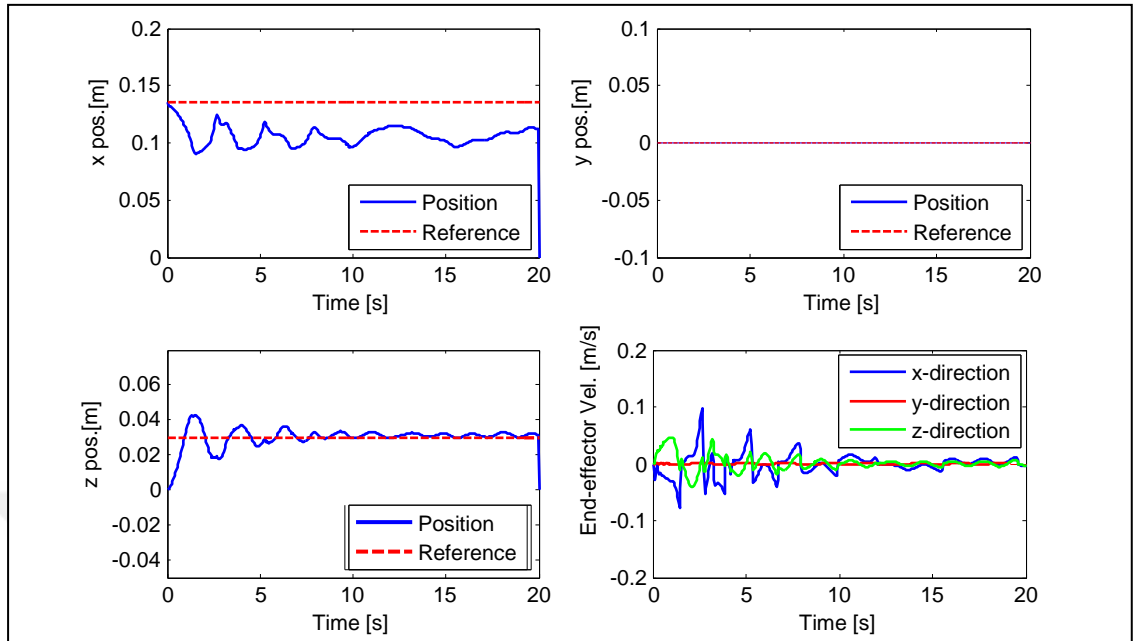 0.2
0.15
0.1
0.05
0
x pos.[m]
0 5 10 15 20
Time [s]
Position
Reference
0.1
0.05
0
-0.05
-0.1
y pos.[m]
0 5 10 15 20
Time [s]
Position
Reference
0.06
0.04
0.02
0
-0.02
-0.04
z pos.[m]
0 5 10 15 20
Time [s]
Position
Reference
0.2
0.1
0
-0.1
-0.2
End-effector Vel. [m/s]
0 5 10 15 20
Time [s]
x-direction
y-direction
z-direction